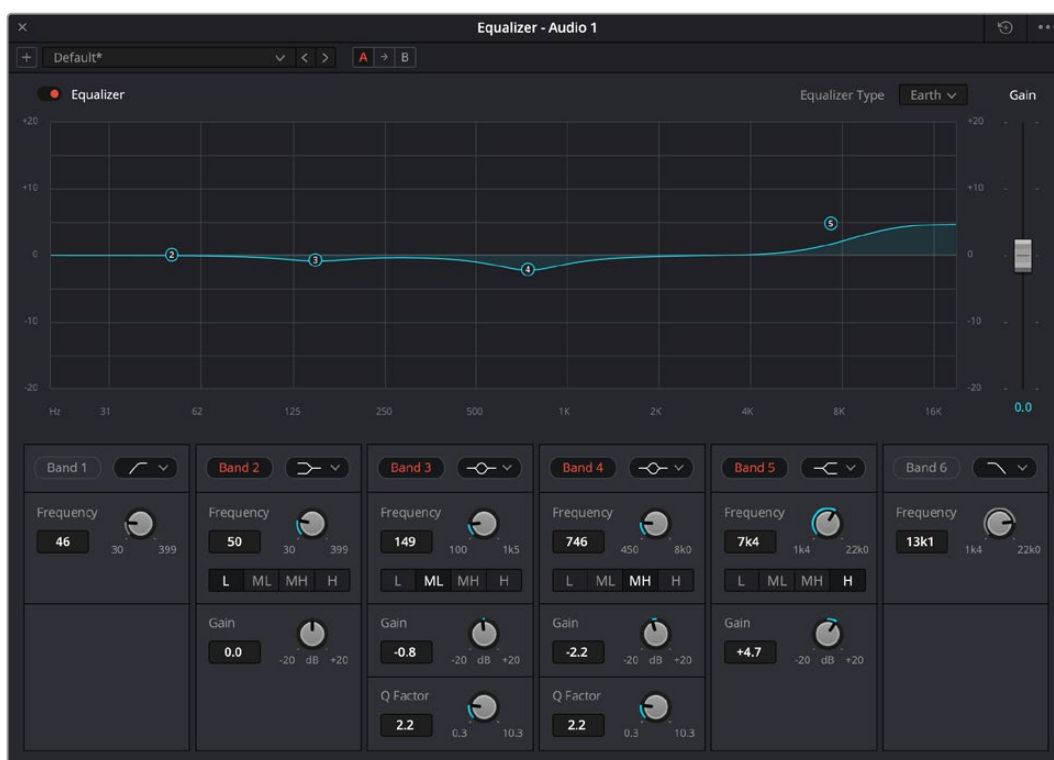 Equalizer - Audio 1
Default*
A B
Equalizer
Equalizer Type Earth Gain
+20 +20
+10 +10
2 3 4 5
0 0
-10 -10
-20 -20
Hz 31 62 125 250 500 1K 2K 4K 8K 16K 0.0
Band 1 Band 2 Band 3 Band 4 Band 5 Band 6
Frequency Frequency Frequency Frequency Frequency Frequency
46 30 399 50 30 399 149 100 1k5 746 450 8k0 7k4 1k4 22k0 13k1 1k4 22k0
L ML MH H L ML MH H L ML MH H L ML MH H
Gain Gain Gain Gain
0.0 -20 dB +20 -0.8 -20 dB +20 -2.2 -20 dB +20 +4.7 -20 dB +20
Q Factor Q Factor
2.2 0.3 10.3 2.2 0.3 10.3